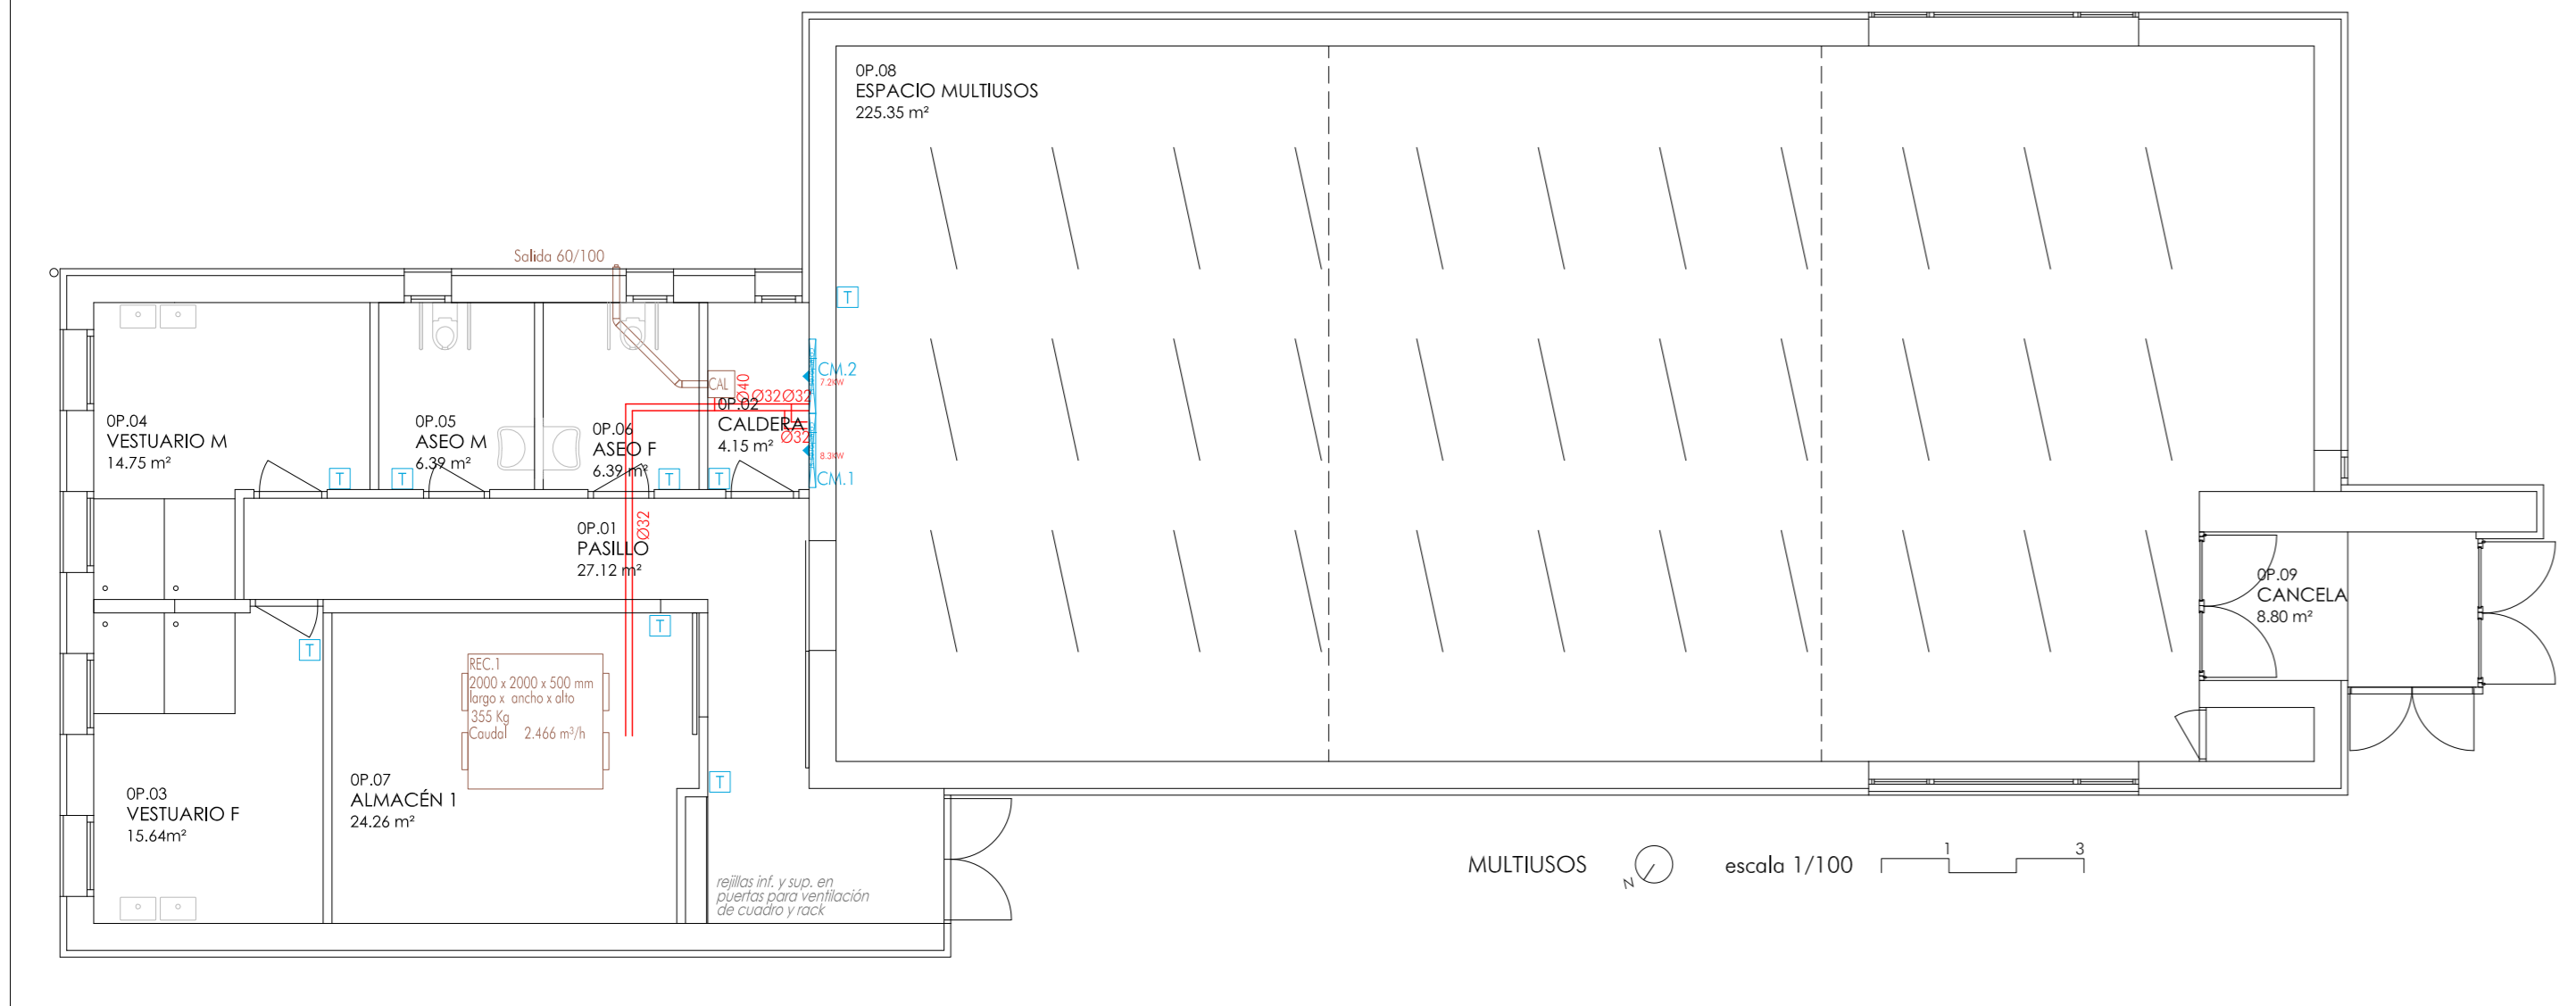 0P.08
ESPACIO MULTIUSOS
225.35 m²
Salida 60/100
T
CM.2
7.2KW
CAL
Ø40
Ø32
Ø32
0P.02
CALDERA
4.15 m²
Ø32
8.3KW
CM.1
0P.04
VESTUARIO M
14.75 m²
0P.05
ASEO M
6.39 m²
0P.06
ASEO F
6.39 m²
T
T
T
T
0P.01
PASILLO
27.12 m²
Ø32
0P.09
CANCELA
8.80 m²
T
T
REC.1
2000 x 2000 x 500 mm
largo x ancho x alto
355 Kg
Caudal 2.466 m³/h
T
0P.03
VESTUARIO F
15.64m²
0P.07
ALMACÉN 1
24.26 m²
rejillas inf. y sup. en
puertas para ventilación
de cuadro y rack
MULTIUSOS
N
escala 1/100
1
3